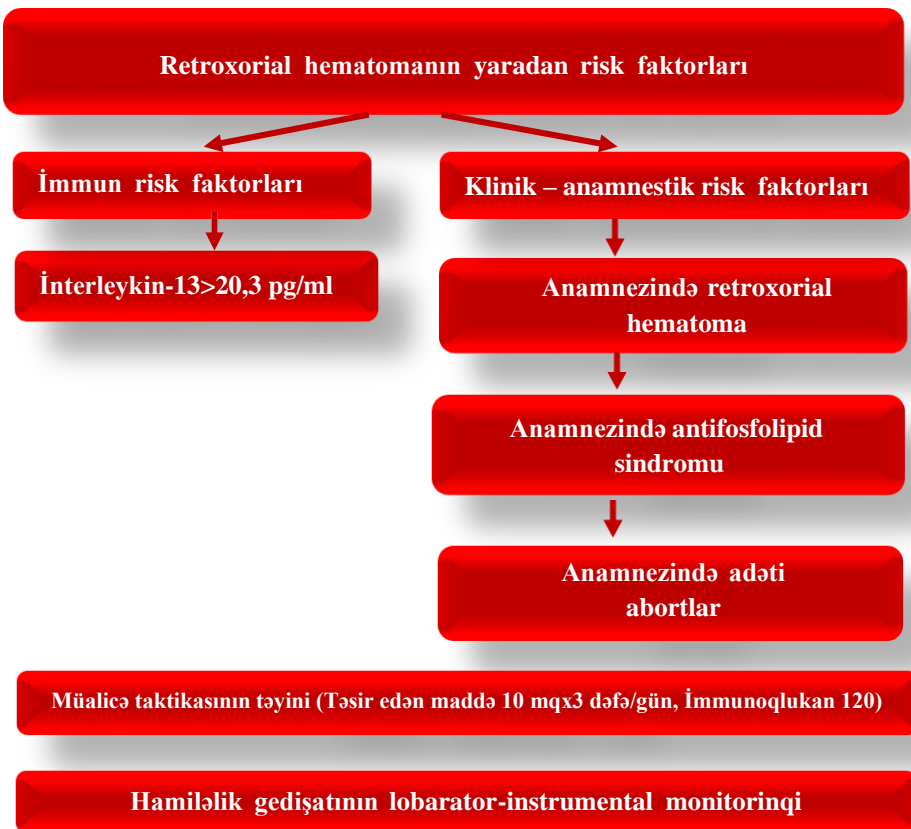 Retroxorial hematomanın yaradan risk faktorları
İmmun risk faktorları
İnterleykin-13>20,3 pg/ml
Klinik – anamnestik risk faktorları
Anamnezində retroxorial
hematoma
Anamnezində antifosfolipid
sindromu
Anamnezində adəti
abortlar
Müalicə taktikasının təyini (Təsir edən maddə 10 mqx3 dəfə/gün, İmmunoqlukan 120)
Hamiləlik gedişatının lobarator-instrumental monitorinqi